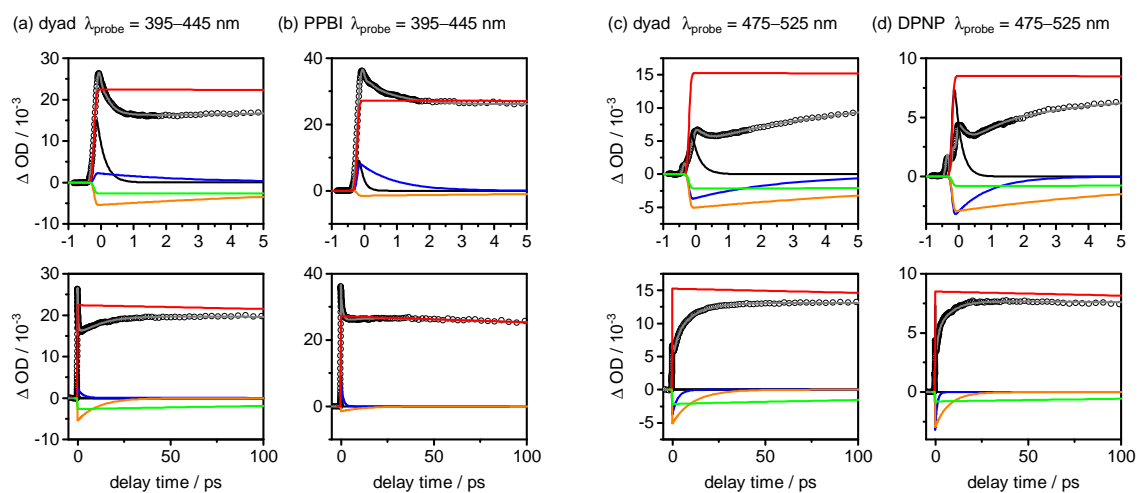 (a) dyad λprobe = 395–445 nm
(b) PPBI λprobe = 395–445 nm
(c) dyad λprobe = 475–525 nm
(d) DPNP λprobe = 475–525 nm
Δ OD / 10-3
30
20
10
0
-10
-1 0 1 2 3 4 5
40
20
0
-1 0 1 2 3 4 5
Δ OD / 10-3
15
10
5
0
-5
-1 0 1 2 3 4 5
10
5
0
-5
-1 0 1 2 3 4 5
Δ OD / 10-3
30
20
10
0
-10
0 50 100
delay time / ps
40
20
0
0 50 100
delay time / ps
Δ OD / 10-3
15
10
5
0
-5
0 50 100
delay time / ps
10
5
0
0 50 100
delay time / ps